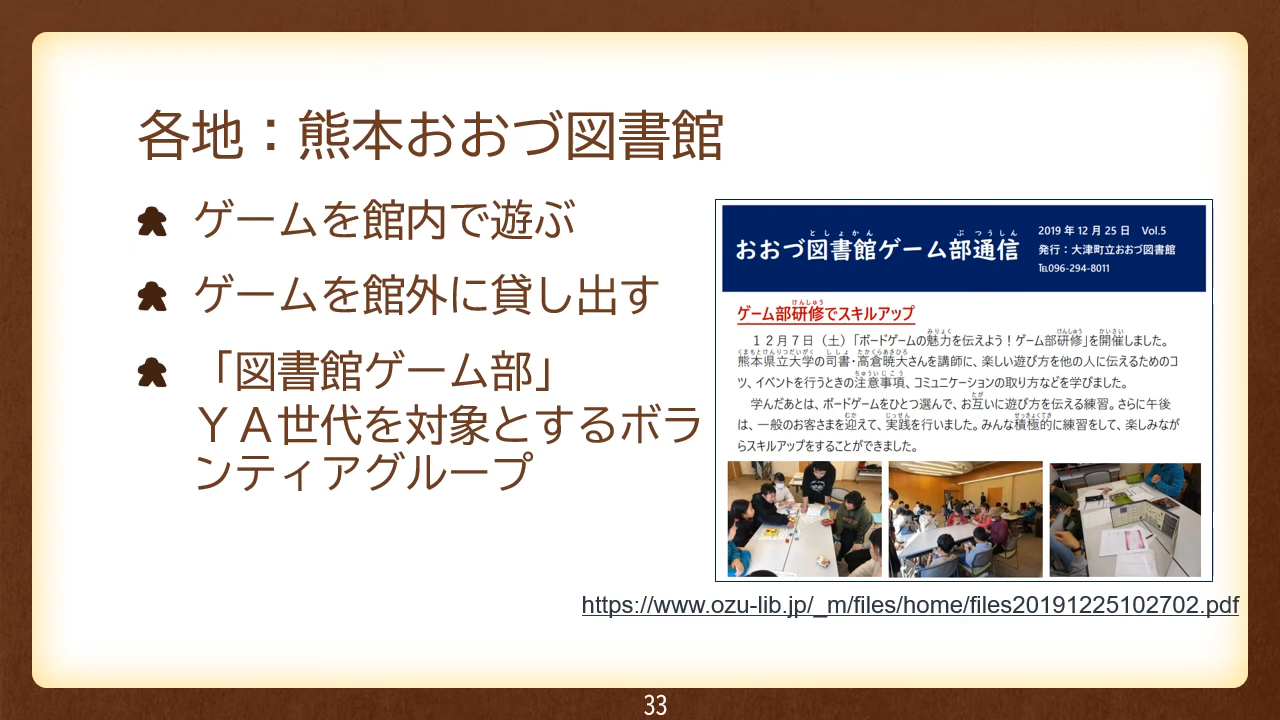 各地：熊本おおづ図書館
ゲームを館内で遊ぶ
ゲームを館外に貸し出す
「図書館ゲーム部」
ＹＡ世代を対象とするボラ
ンティアグループ
としょかん ぶ つうしん
おおづ図書館ゲーム部通信
2019 年 12 月 25 日 Vol.5
発行：大津町立おおづ図書館
℡096-294-8011
けんしゅう
ゲーム部研修でスキルアップ
みりょく けんしゅう かいさい
１２月７日（土）「ボードゲームの魅力を伝えよう！ゲーム部研修」を開催しました。
くまもとけんりつだいがく ししょ たかくらあきひろ
熊本県立大学の司書・高倉暁大さんを講師に、楽しい遊び方を他の人に伝えるためのコ
ちゅういじこう
ツ、イベントを行うときの注意事項、コミュニケーションの取り方などを学びました。
たが
学んだあとは、ボードゲームをひとつ選んで、お互いに遊び方を伝える練習。さらに午後
むか じっせん せっきょくてき
は、一般のお客さまを迎えて、実践を行いました。みんな積極的に練習をして、楽しみなが
らスキルアップをすることができました。
https://www.ozu-lib.jp/_m/files/home/files20191225102702.pdf
33